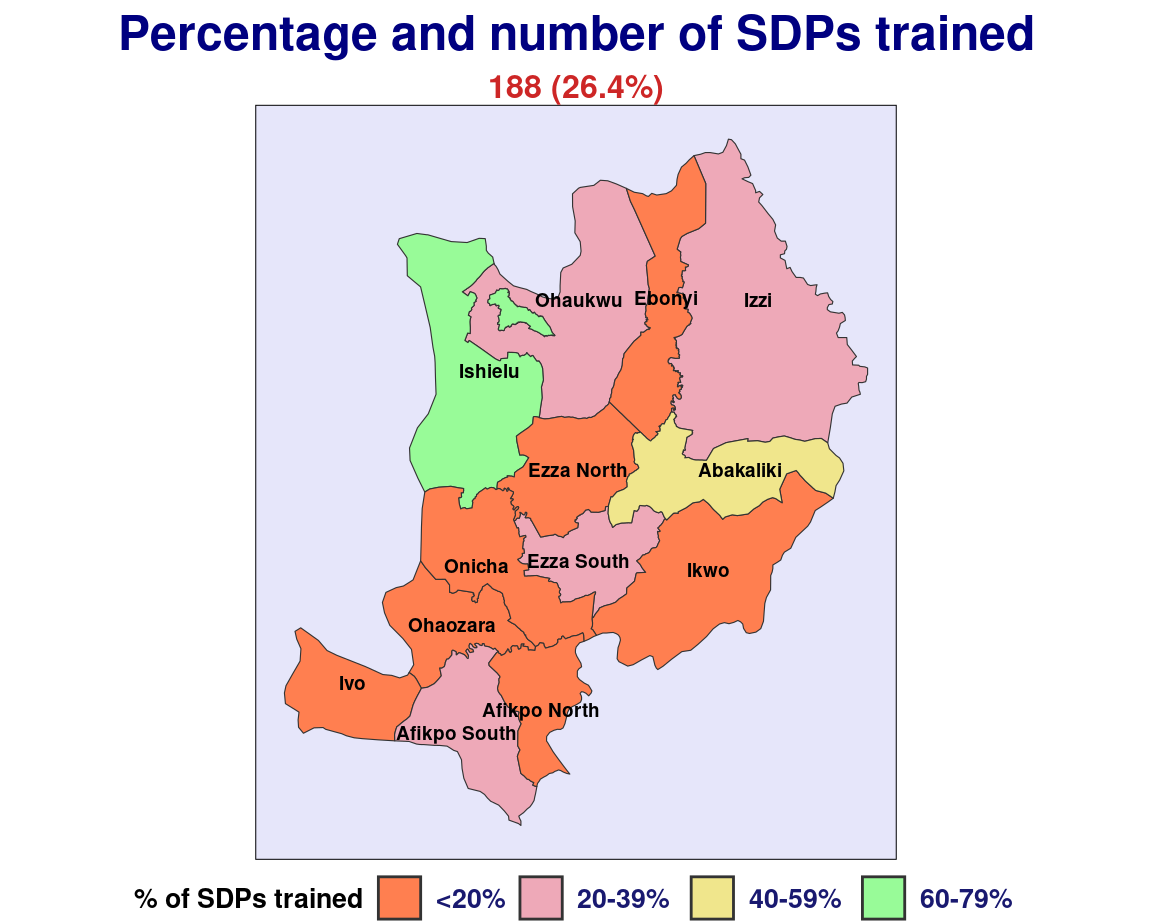 Percentage and number of SDPs trained
188 (26.4%)
Ohaukwu
Ebonyi
Izzi
Ishielu
Ezza North
Abakaliki
Ezza South
Onicha
Ikwo
Ohaozara
Ivo
Afikpo North
Afikpo South
% of SDPs trained <20% 20-39% 40-59% 60-79%